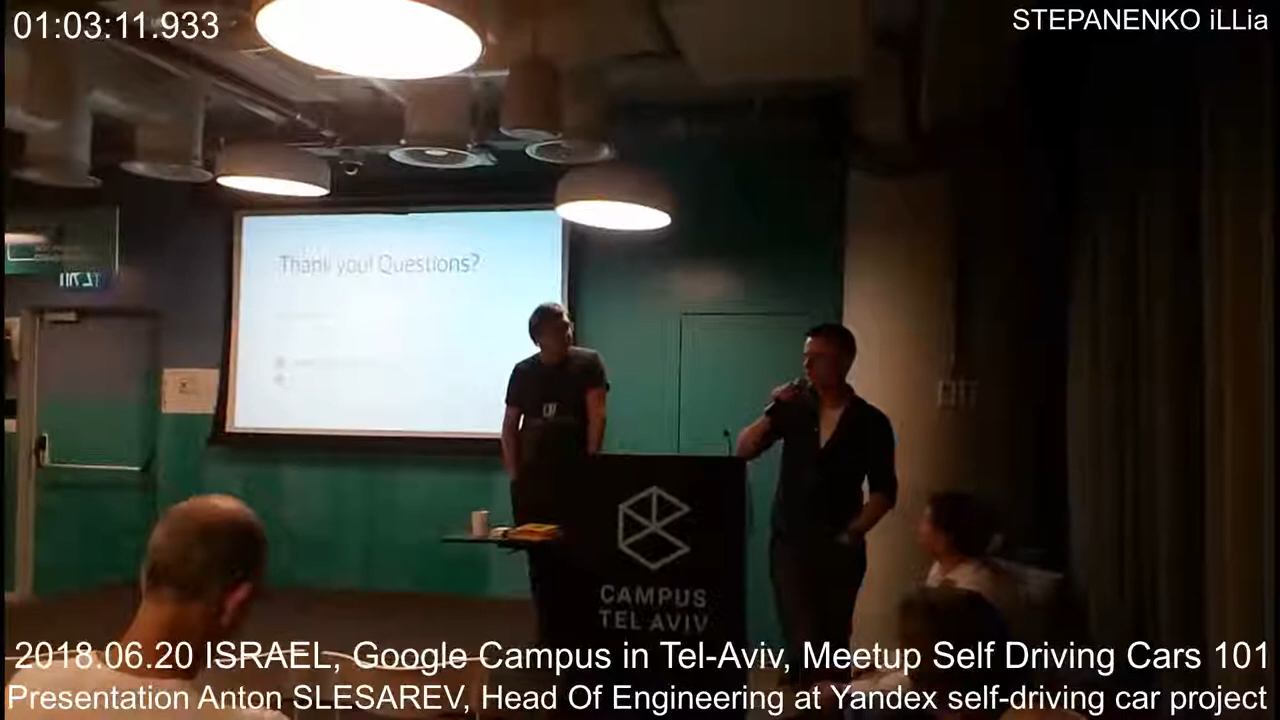 01:03:11.933
STEPANENKO iLLia
Thank you! Questions?
CAMPUS
TEL AVIV
2018.06.20 ISRAEL, Google Campus in Tel-Aviv, Meetup Self Driving Cars 101
Presentation Anton SLESAREV, Head Of Engineering at Yandex self-driving car project